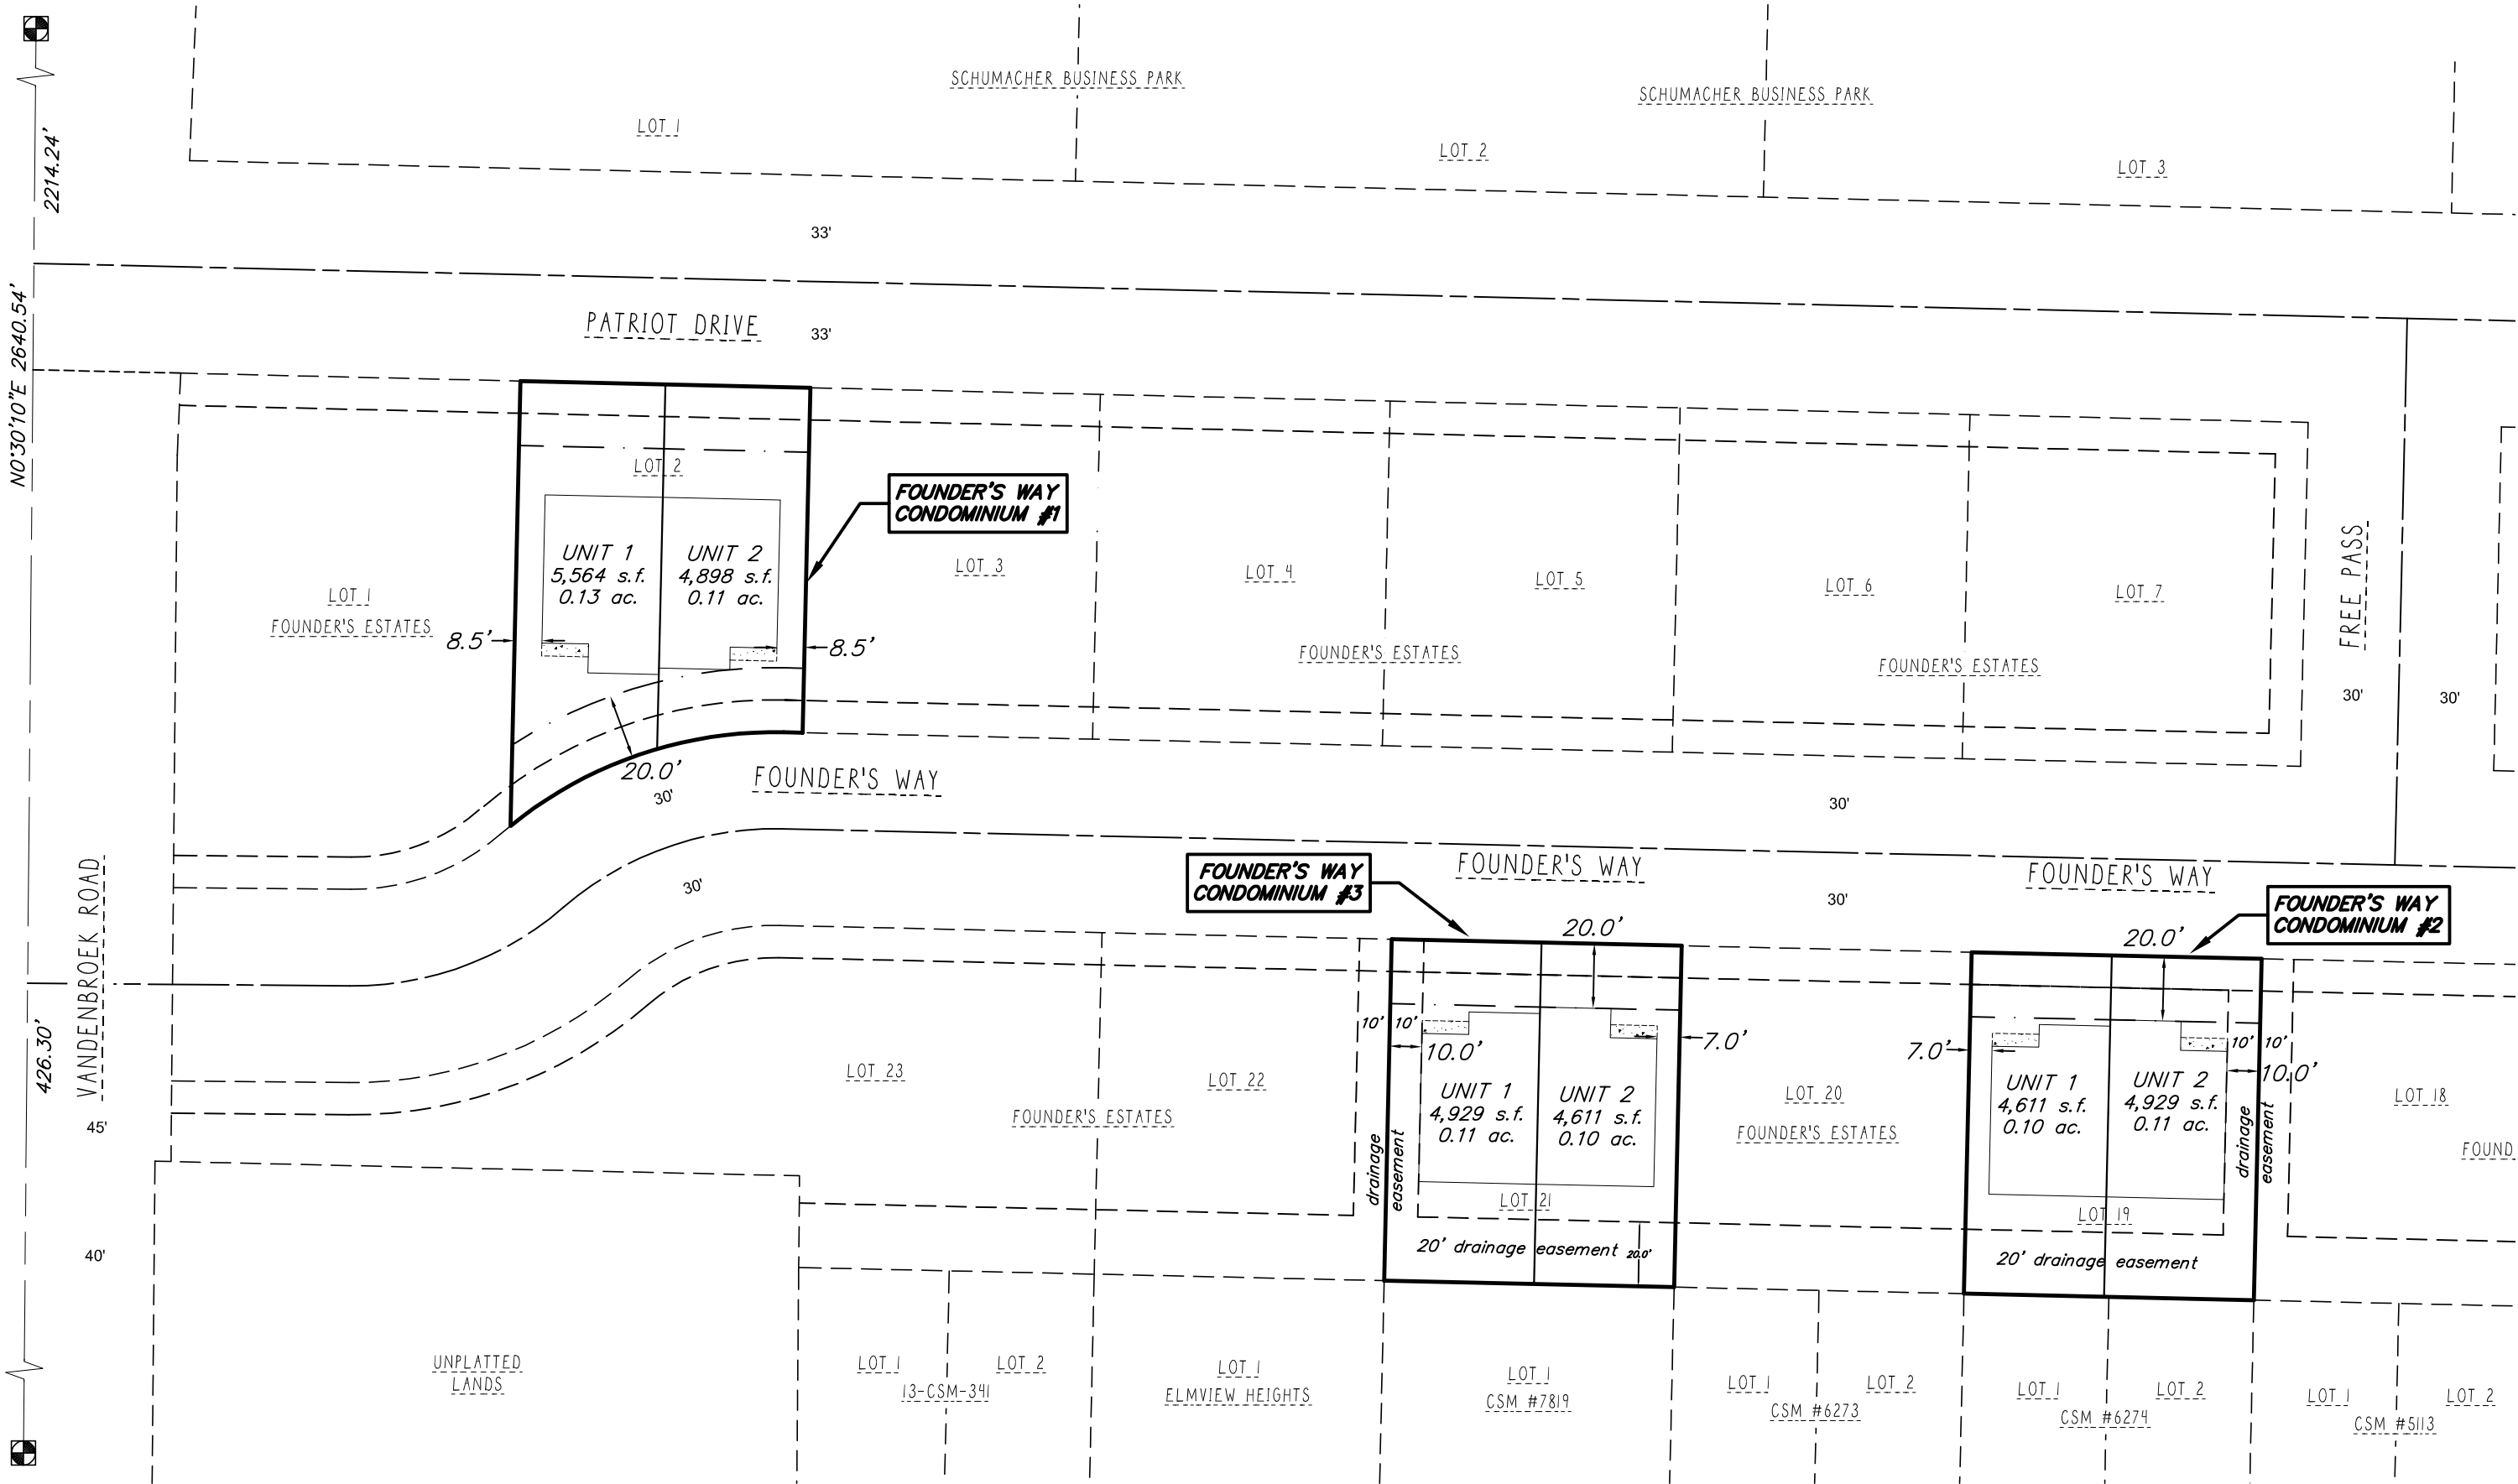 SCHUMACHER BUSINESS PARK
SCHUMACHER BUSINESS PARK
LOT 1
LOT 2
LOT 3
2214.24'
33'
N0°30'10"E 2640.54'
PATRIOT DRIVE
33'
LOT 2
FOUNDER'S WAY
CONDOMINIUM #1
UNIT 1
5,564 s.f.
0.13 ac.
UNIT 2
4,898 s.f.
0.11 ac.
LOT 1
FOUNDER'S ESTATES
8.5'
8.5'
LOT 3
LOT 4
LOT 5
LOT 6
LOT 7
FOUNDER'S ESTATES
FOUNDER'S ESTATES
FREE PASS
30'
30'
20.0'
30'
FOUNDER'S WAY
30'
VANDENBROEK ROAD
426.30'
45'
40'
30'
FOUNDER'S WAY
CONDOMINIUM #3
FOUNDER'S WAY
30'
FOUNDER'S WAY
FOUNDER'S WAY
CONDOMINIUM #2
20.0'
20.0'
10'
10'
10.0'
7.0'
7.0'
10'
10'
10.0'
LOT 23
LOT 22
FOUNDER'S ESTATES
drainage
easement
UNIT 1
4,929 s.f.
0.11 ac.
UNIT 2
4,611 s.f.
0.10 ac.
LOT 21
20' drainage easement
20.0'
LOT 20
FOUNDER'S ESTATES
UNIT 1
4,611 s.f.
0.10 ac.
UNIT 2
4,929 s.f.
0.11 ac.
LOT 19
20' drainage easement
drainage
easement
LOT 18
FOUND
UNPLATTED
LANDS
LOT 1
LOT 2
13-CSM-341
LOT 1
ELMVIEW HEIGHTS
LOT 1
CSM #7819
LOT 1
LOT 2
CSM #6273
LOT 1
LOT 2
CSM #6274
LOT 1
LOT 2
CSM #5113